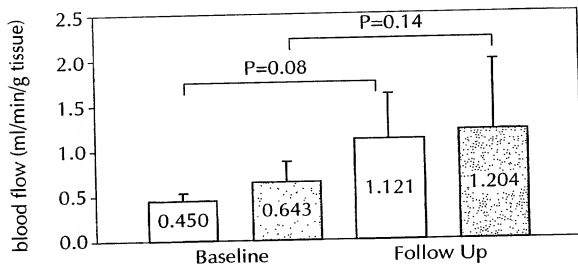 blood flow (ml/min/g tissue)
2.5
2.0
1.5
1.0
0.5
0.0
P=0.14
P=0.08
0.450
0.643
1.121
1.204
Baseline
Follow Up